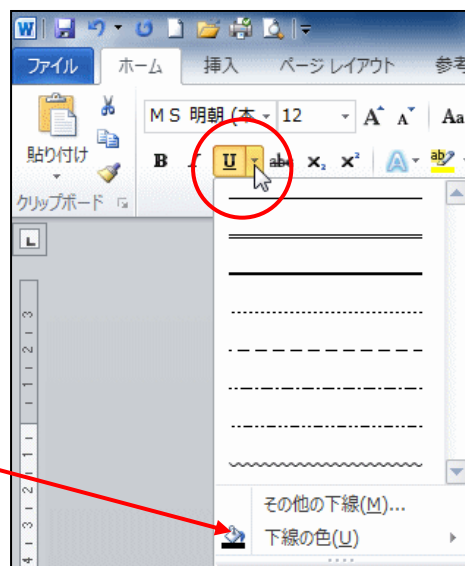 W
ファイル ホーム 挿入 ページ レイアウト 参考
ＭＳ 明朝 (本 12 A A Aa
貼り付け B I U abc x₂ x² A ab
クリップボード
L
その他の下線(M)...
下線の色(U)
3 2 1 1 2 3 4